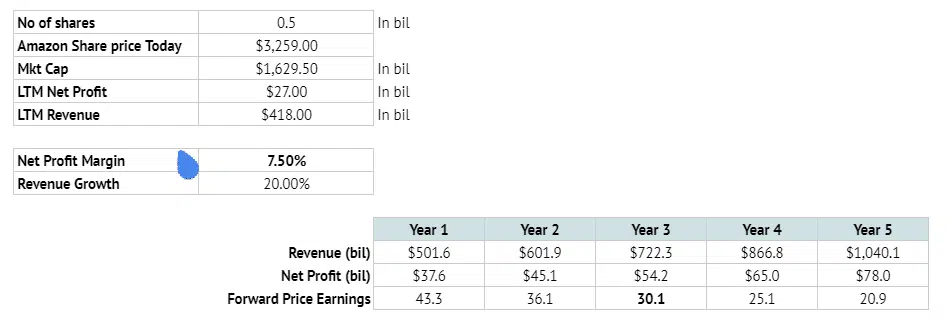 No of shares 0.5 In bil
Amazon Share price Today $3,259.00
Mkt Cap $1,629.50 In bil
LTM Net Profit $27.00 In bil
LTM Revenue $418.00 In bil
Net Profit Margin 7.50%
Revenue Growth 20.00%
Year 1 Year 2 Year 3 Year 4 Year 5
Revenue (bil) $501.6 $601.9 $722.3 $866.8 $1,040.1
Net Profit (bil) $37.6 $45.1 $54.2 $65.0 $78.0
Forward Price Earnings 43.3 36.1 30.1 25.1 20.9